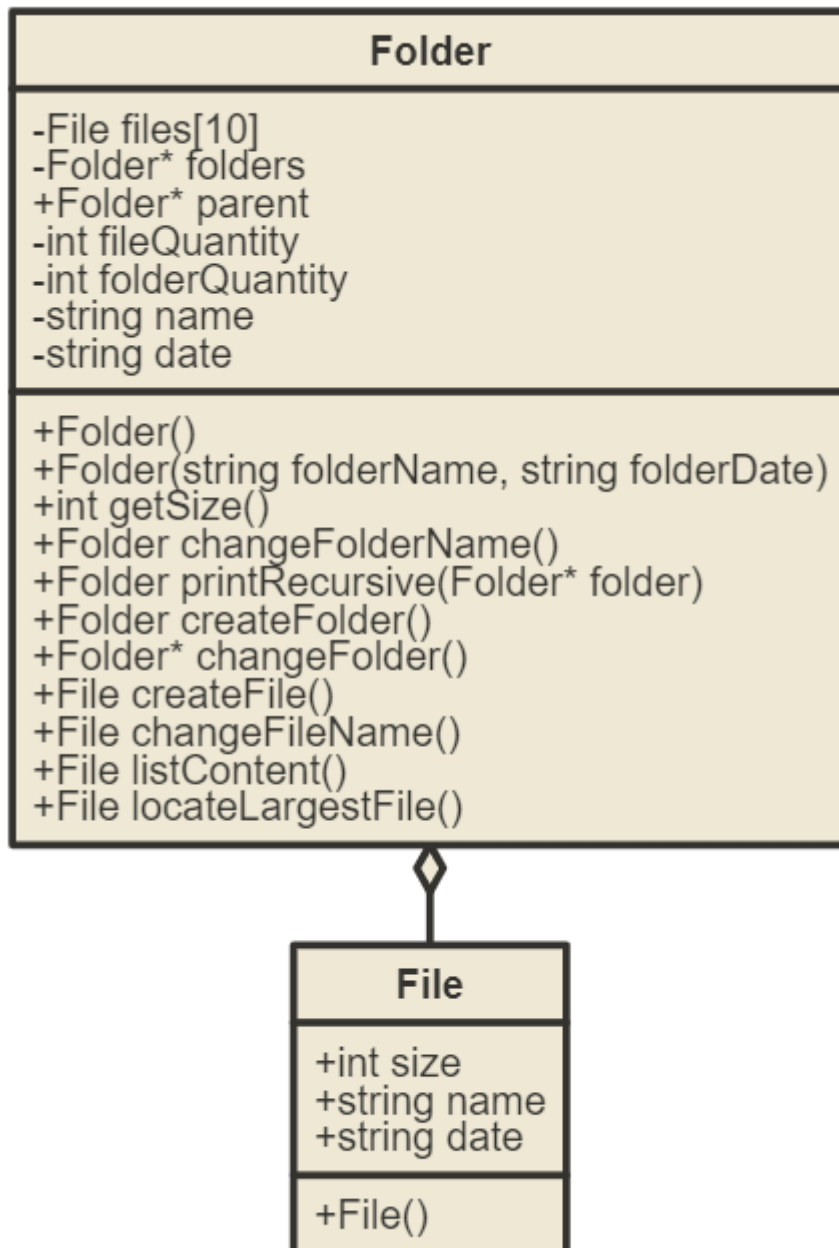 Folder
-File files[10]
-Folder* folders
+Folder* parent
-int fileQuantity
-int folderQuantity
-string name
-string date
+Folder()
+Folder(string folderName, string folderDate)
+int getSize()
+Folder changeFolderName()
+Folder printRecursive(Folder* folder)
+Folder createFolder()
+Folder* changeFolder()
+File createFile()
+File changeFileName()
+File listContent()
+File locateLargestFile()
File
+int size
+string name
+string date
+File()